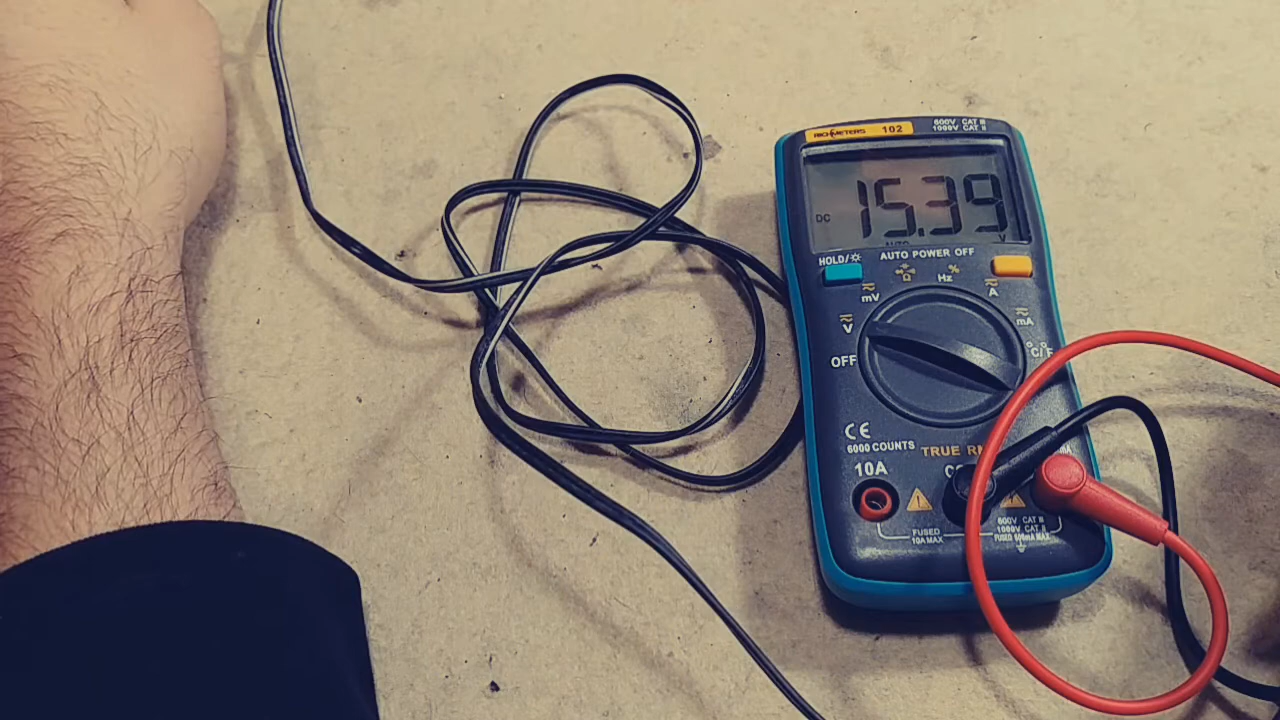 RICHMETERS 102
600V CAT III
1000V CAT II
DC 15.39 V
AUTO
HOLD/
AUTO POWER OFF
Hz%
mV
A
V
mA
OFF
°C/°F
CE
6000 COUNTS
TRUE
10A
600V CAT III
1000V CAT II
FUSED
10A MAX
FUSED 600mA MAX